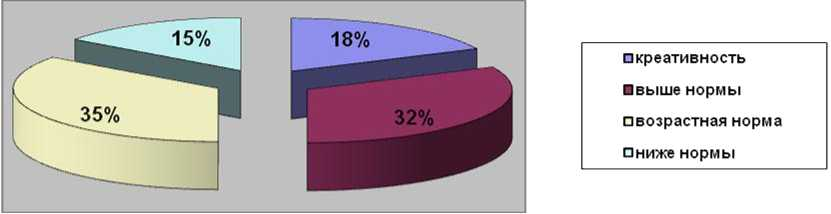 15%
18%
35%
32%
креативность
выше нормы
возрастная норма
ниже нормы